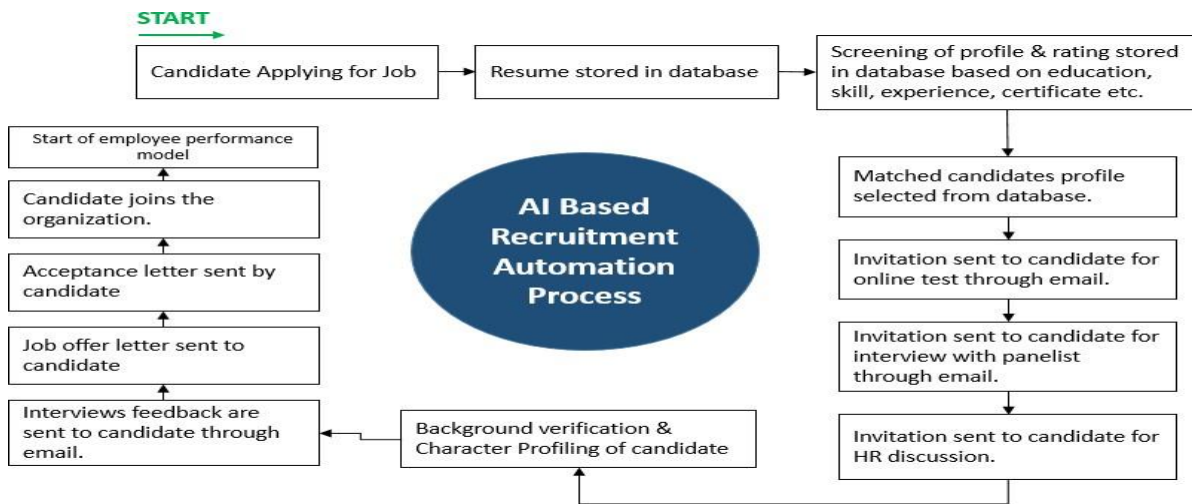 START
Candidate Applying for Job
Resume stored in database
Screening of profile & rating stored
in database based on education,
skill, experience, certificate etc.
Matched candidates profile
selected from database.
Invitation sent to candidate for
online test through email.
Invitation sent to candidate for
interview with panelist
through email.
Invitation sent to candidate for
HR discussion.
Background verification &
Character Profiling of candidate
Interviews feedback are
sent to candidate through
email.
Job offer letter sent to
candidate
Acceptance letter sent by
candidate
Candidate joins the
organization.
Start of employee performance
model
AI Based
Recruitment
Automation
Process